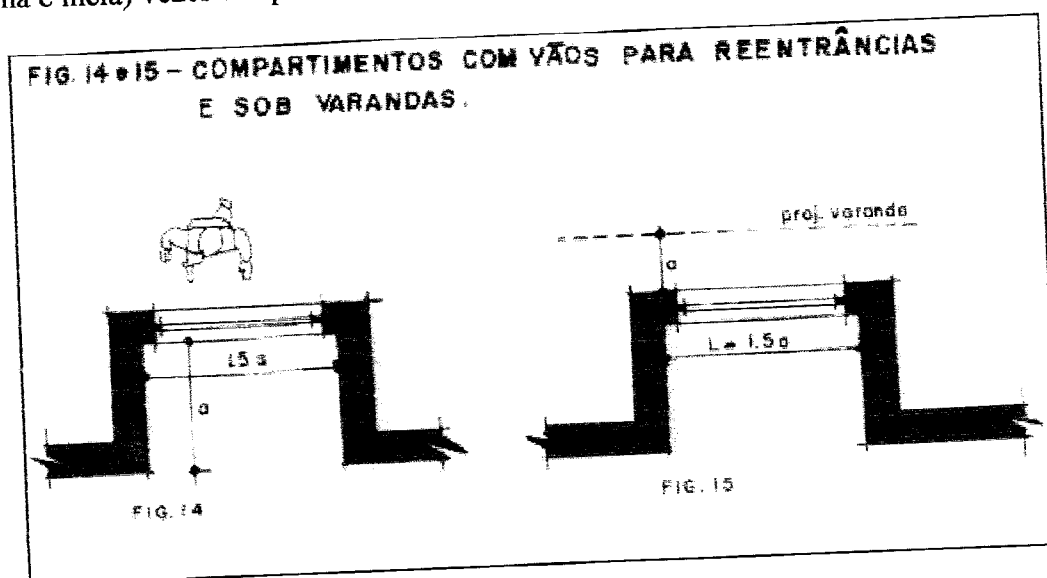 na e meia) vezes
FIG. 14 e 15 – COMPARTIMENTOS COM VÃOS PARA REENTRÂNCIAS
E SOB VARANDAS.
proj. varanda
a
1.5 a
a
L = 1.5 a
FIG. 14
FIG. 15